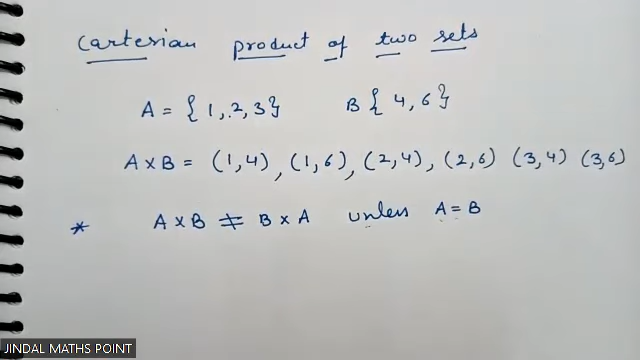 Cartesian product of two sets
A = { 1, 2, 3 } B { 4, 6 }
A × B = (1, 4), (1, 6), (2, 4), (2, 6) (3, 4) (3, 6)
* A × B ≠ B × A unless A = B
JINDAL MATHS POINT